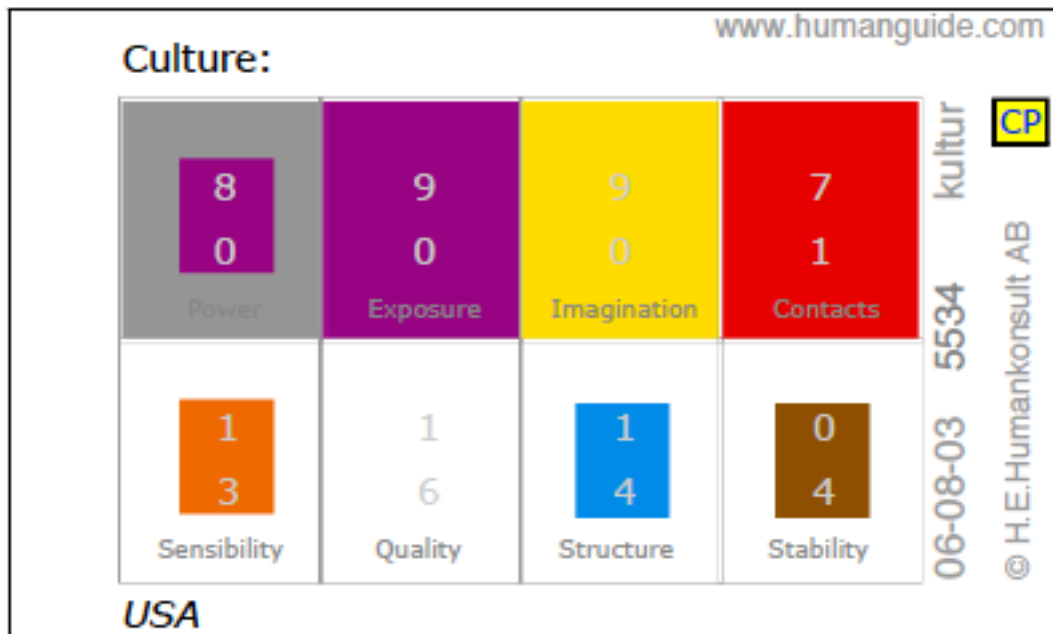 www.humanguide.com
Culture:
8 9 9 7
0 0 0 1
Power Exposure Imagination Contacts
1 1 1 0
3 6 4 4
Sensibility Quality Structure Stability
USA
06-08-03 5534 kultur
CP
© H.E.Humankonsult AB